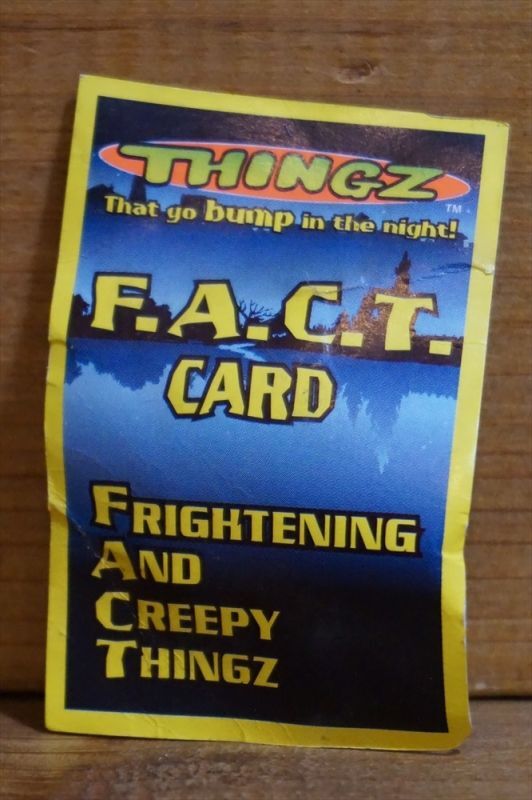 THINGZ
TM
That go bump in the night!
F.A.C.T.
CARD
FRIGHTENING
AND
CREEPY
THINGZ